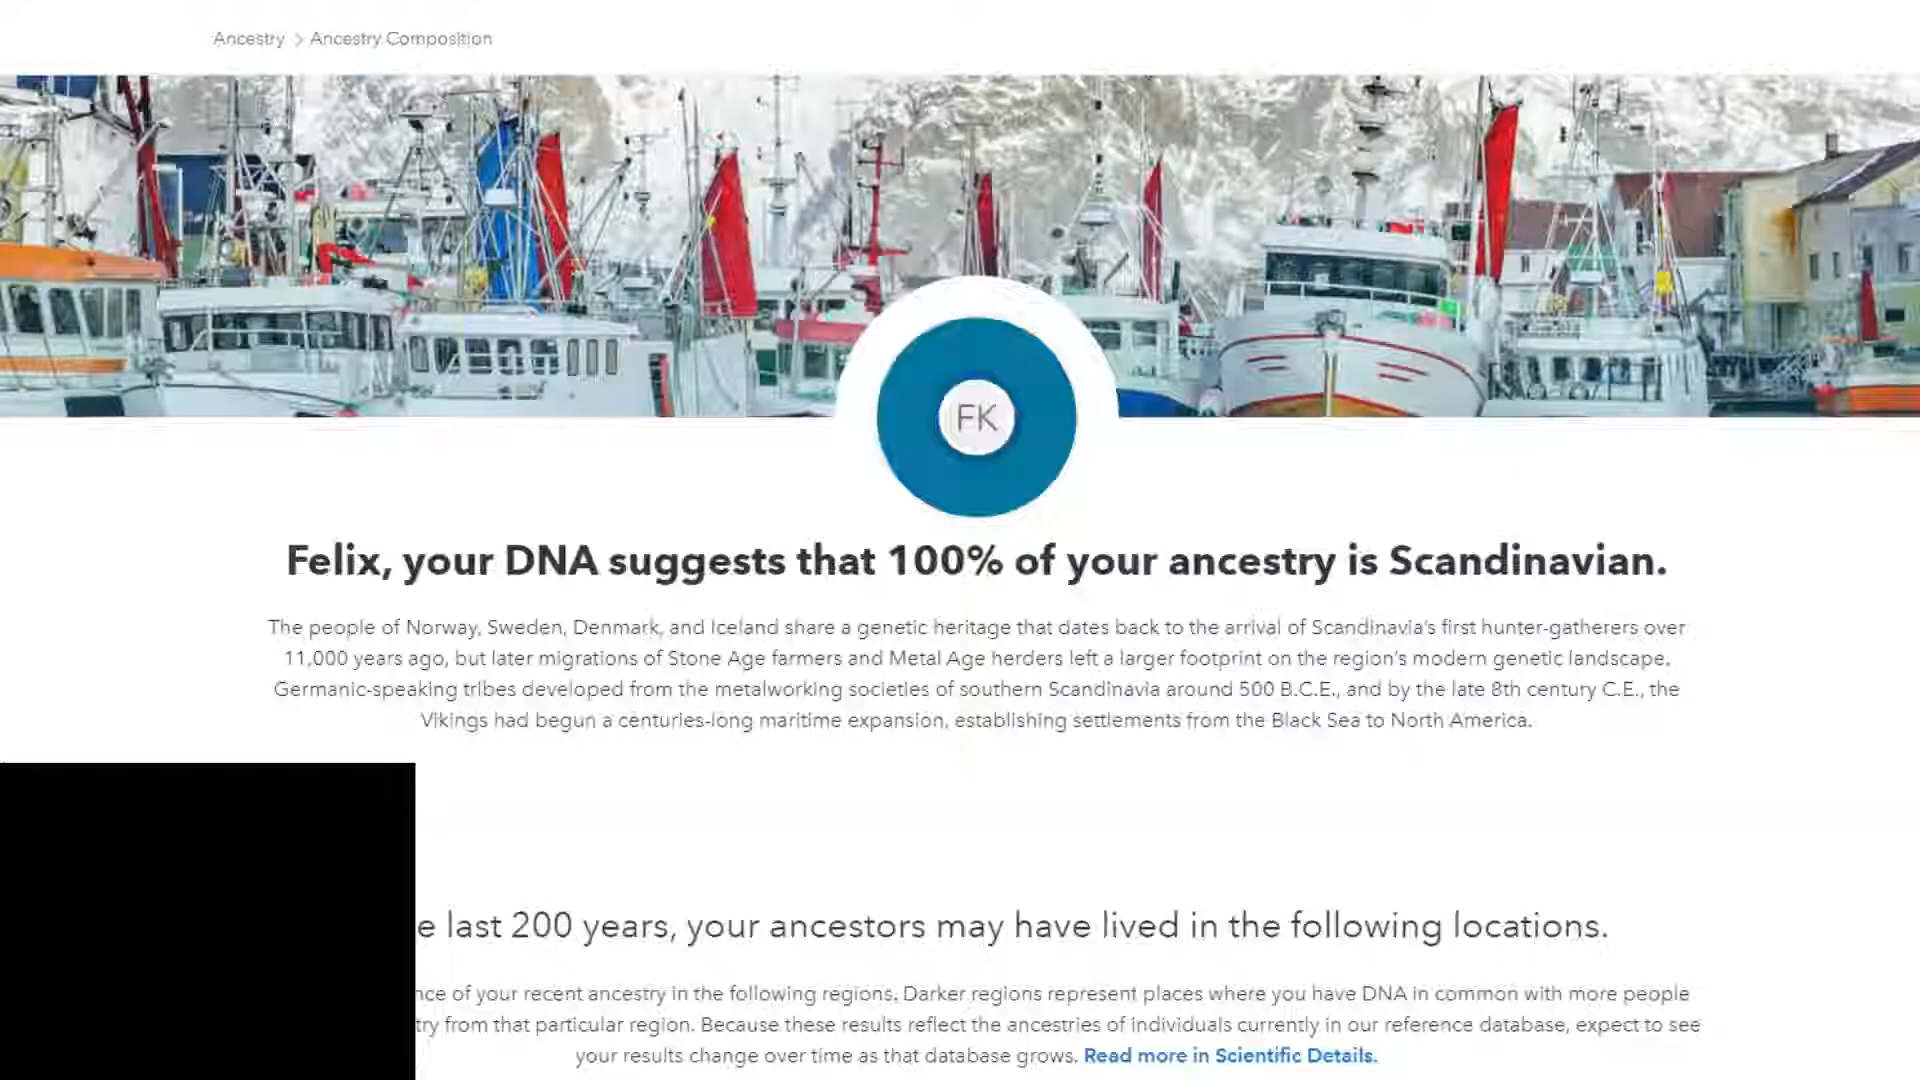 Ancestry > Ancestry Composition
FK
Felix, your DNA suggests that 100% of your ancestry is Scandinavian.
The people of Norway, Sweden, Denmark, and Iceland share a genetic heritage that dates back to the arrival of Scandinavia's first hunter-gatherers over
11,000 years ago, but later migrations of Stone Age farmers and Metal Age herders left a larger footprint on the region's modern genetic landscape.
Germanic-speaking tribes developed from the metalworking societies of southern Scandinavia around 500 B.C.E., and by the late 8th century C.E., the
Vikings had begun a centuries-long maritime expansion, establishing settlements from the Black Sea to North America.
e last 200 years, your ancestors may have lived in the following locations.
nce of your recent ancestry in the following regions. Darker regions represent places where you have DNA in common with more people
try from that particular region. Because these results reflect the ancestries of individuals currently in our reference database, expect to see
your results change over time as that database grows. Read more in Scientific Details.